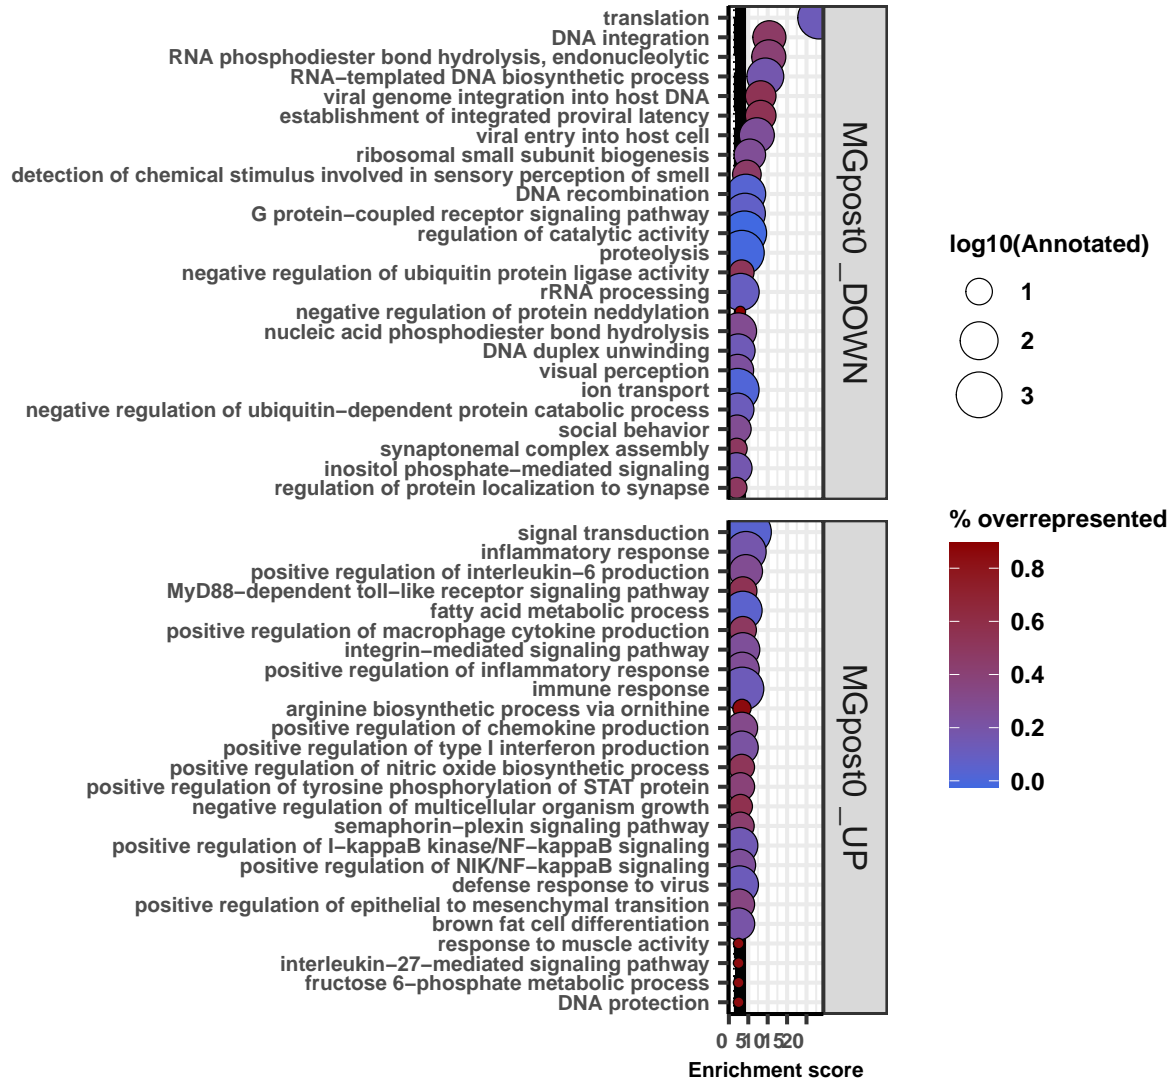 translation
DNA integration
RNA phosphodiester bond hydrolysis, endonucleolytic
RNA−templated DNA biosynthetic process
viral genome integration into host DNA
establishment of integrated proviral latency
viral entry into host cell
ribosomal small subunit biogenesis
detection of chemical stimulus involved in sensory perception of smell
DNA recombination
G protein−coupled receptor signaling pathway
regulation of catalytic activity
proteolysis
negative regulation of ubiquitin protein ligase activity
rRNA processing
negative regulation of protein neddylation
nucleic acid phosphodiester bond hydrolysis
DNA duplex unwinding
visual perception
ion transport
negative regulation of ubiquitin−dependent protein catabolic process
social behavior
synaptonemal complex assembly
inositol phosphate−mediated signaling
regulation of protein localization to synapse
MGpost0_DOWN
signal transduction
inflammatory response
positive regulation of interleukin−6 production
MyD88−dependent toll−like receptor signaling pathway
fatty acid metabolic process
positive regulation of macrophage cytokine production
integrin−mediated signaling pathway
positive regulation of inflammatory response
immune response
arginine biosynthetic process via ornithine
positive regulation of chemokine production
positive regulation of type I interferon production
positive regulation of nitric oxide biosynthetic process
positive regulation of tyrosine phosphorylation of STAT protein
negative regulation of multicellular organism growth
semaphorin−plexin signaling pathway
positive regulation of I−kappaB kinase/NF−kappaB signaling
positive regulation of NIK/NF−kappaB signaling
defense response to virus
positive regulation of epithelial to mesenchymal transition
brown fat cell differentiation
response to muscle activity
interleukin−27−mediated signaling pathway
fructose 6−phosphate metabolic process
DNA protection
MGpost0_UP
0 5 10 15 20
Enrichment score
log10(Annotated)
1
2
3
% overrepresented
0.8
0.6
0.4
0.2
0.0